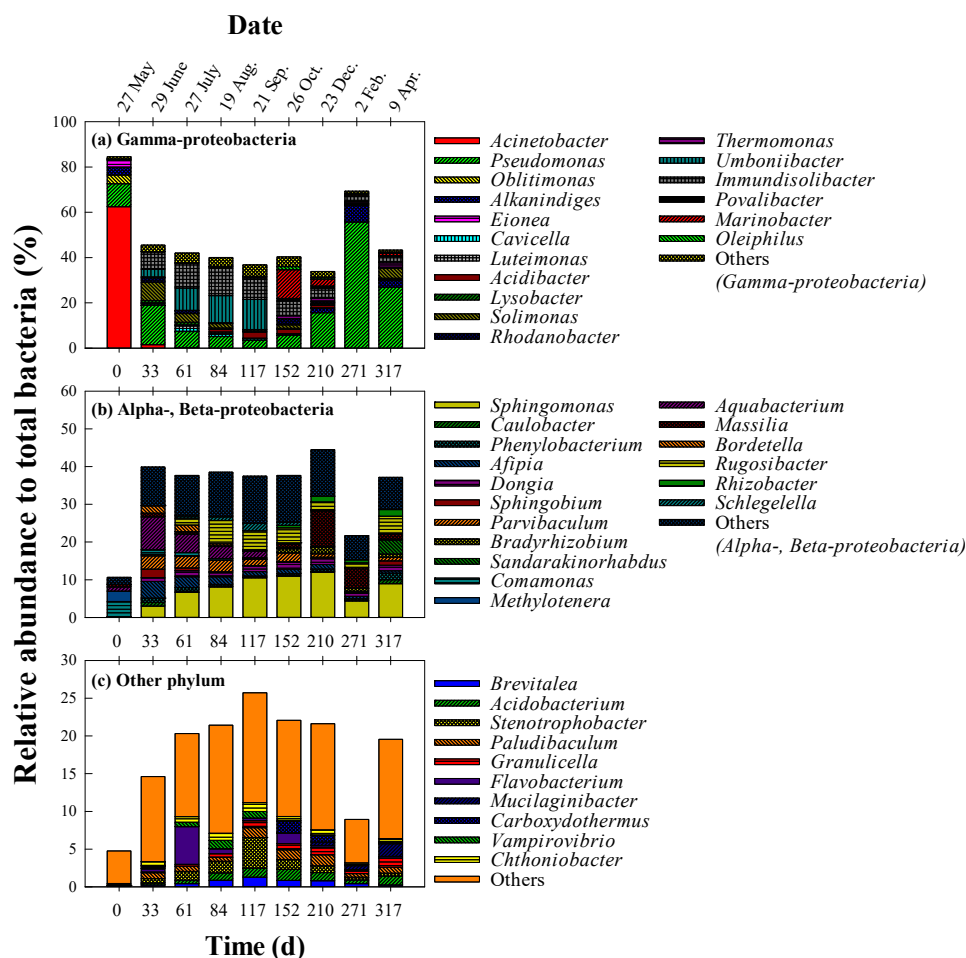 Date
27 May
29 June
27 July
19 Aug.
21 Sep.
26 Oct.
23 Dec.
2 Feb.
9 Apr.
Relative abundance to total bacteria (%)
100
80
60
40
20
0
(a) Gamma-proteobacteria
0 33 61 84 117 152 210 271 317
Acinetobacter
Pseudomonas
Oblitimonas
Alkanindiges
Eionea
Cavicella
Luteimonas
Acidibacter
Lysobacter
Solimonas
Rhodanobacter
Thermomonas
Umboniibacter
Immundisolibacter
Povalibacter
Marinobacter
Oleiphilus
Others
(Gamma-proteobacteria)
60
50
40
30
20
10
0
(b) Alpha-, Beta-proteobacteria
0 33 61 84 117 152 210 271 317
Sphingomonas
Caulobacter
Phenylobacterium
Afipia
Dongia
Sphingobium
Parvibaculum
Bradyrhizobium
Sandarakinorhabdus
Comamonas
Methylotenera
Aquabacterium
Massilia
Bordetella
Rugosibacter
Rhizobacter
Schlegelella
Others
(Alpha-, Beta-proteobacteria)
30
25
20
15
10
5
0
(c) Other phylum
0 33 61 84 117 152 210 271 317
Brevitalea
Acidobacterium
Stenotrophobacter
Paludibaculum
Granulicella
Flavobacterium
Mucilaginibacter
Carboxydothermus
Vampirovibrio
Chthoniobacter
Others
Time (d)